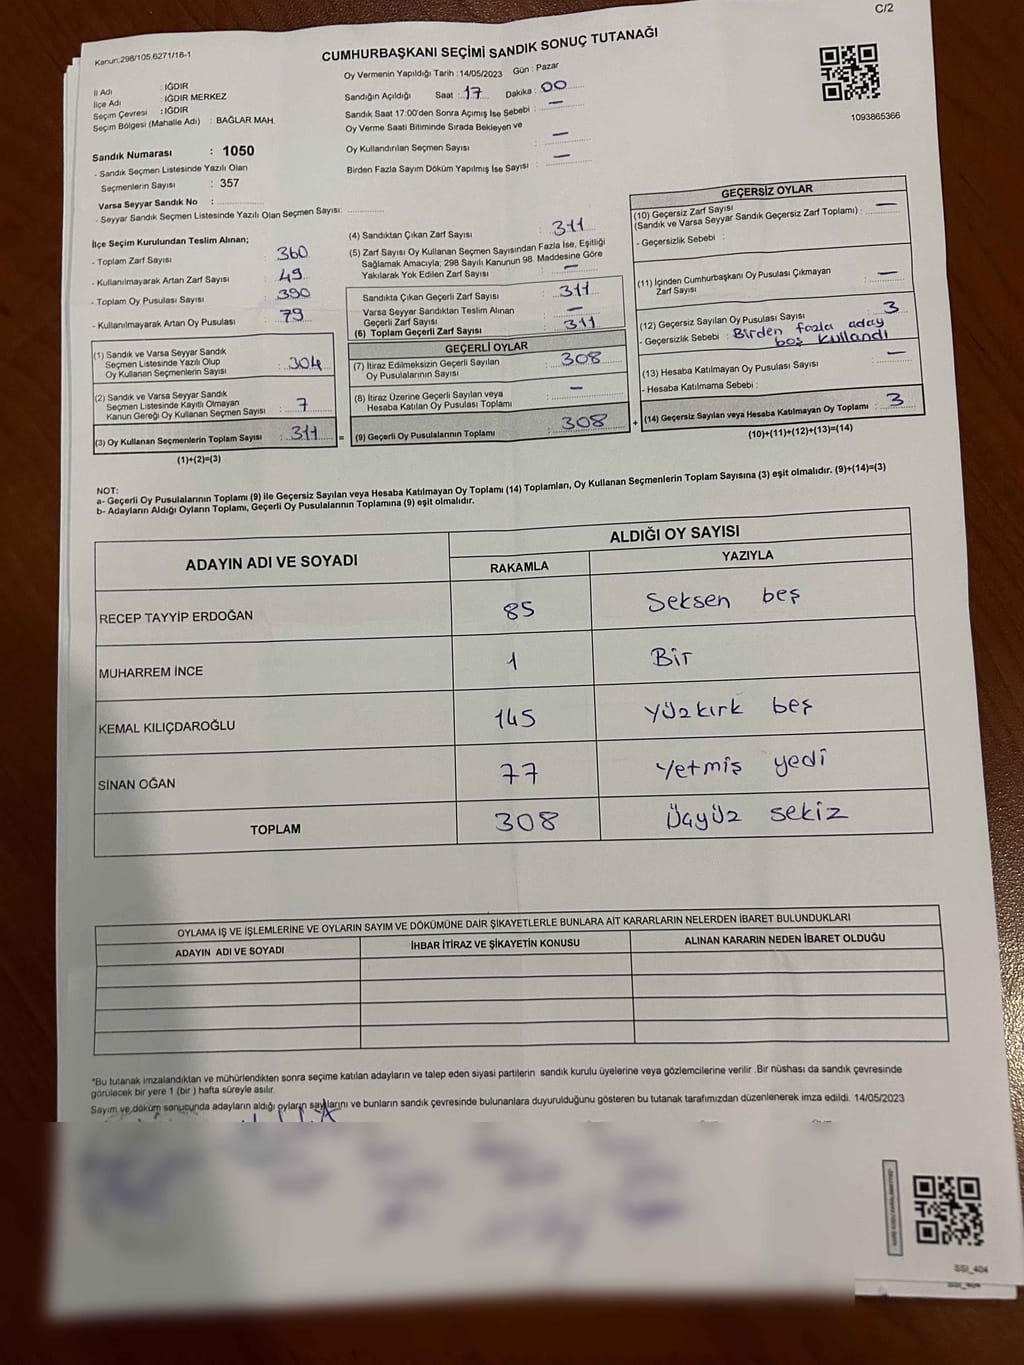 C/2
Kanun:298/105.6271/16-1
CUMHURBAŞKANI SEÇİMİ SANDIK SONUÇ TUTANAĞI
İl Adı : IĞDIR
İlçe Adı : IĞDIR MERKEZ
Seçim Çevresi : IĞDIR
Seçim Bölgesi (Mahalle Adı) : BAĞLAR MAH.
Oy Vermenin Yapıldığı Tarih :14/05/2023 Gün : Pazar
Sandığın Açıldığı Saat : 17 Dakika : 00
Sandık Saat 17:00'den Sonra Açımış İse Sebebi : —
Oy Verme Saati Bitiminde Sırada Bekleyen ve
Oy Kullandırılan Seçmen Sayısı : —
Birden Fazla Sayım Döküm Yapılmış İse Sayısı : —
1093865366
Sandık Numarası : 1050
- Sandık Seçmen Listesinde Yazılı Olan
Seçmenlerin Sayısı : 357
Varsa Seyyar Sandık No :
- Seyyar Sandık Seçmen Listesinde Yazılı Olan Seçmen Sayısı:
İlçe Seçim Kurulundan Teslim Alınan;
- Toplam Zarf Sayısı : 360
- Kullanılmayarak Artan Zarf Sayısı : 49
- Toplam Oy Pusulası Sayısı : 390
- Kullanılmayarak Artan Oy Pusulası : 79
(1) Sandık ve Varsa Seyyar Sandık
Seçmen Listesinde Yazılı Olup
Oy Kullanan Seçmenlerin Sayısı : 304
(2) Sandık ve Varsa Seyyar Sandık
Seçmen Listesinde Kayıtlı Olmayan
Kanun Gereği Oy Kullanan Seçmen Sayısı : 7
(3) Oy Kullanan Seçmenlerin Toplam Sayısı : 311
(1)+(2)=(3)
(4) Sandıktan Çıkan Zarf Sayısı : 311
(5) Zarf Sayısı Oy Kullanan Seçmen Sayısından Fazla İse, Eşitliği
Sağlamak Amacıyla; 298 Sayılı Kanunun 98. Maddesine Göre
Yakılarak Yok Edilen Zarf Sayısı : —
Sandıkta Çıkan Geçerli Zarf Sayısı : 311
Varsa Seyyar Sandıktan Teslim Alınan
Geçerli Zarf Sayısı : —
(6) Toplam Geçerli Zarf Sayısı : 311
GEÇERLİ OYLAR
(7) İtiraz Edilmeksizin Geçerli Sayılan
Oy Pusulalarının Sayısı : 308
(8) İtiraz Üzerine Geçerli Sayılan veya
Hesaba Katılan Oy Pusulası Toplamı : —
= (9) Geçerli Oy Pusulalarının Toplamı : 308
GEÇERSİZ OYLAR
(10) Geçersiz Zarf Sayısı
(Sandık ve Varsa Seyyar Sandık Geçersiz Zarf Toplamı) : —
- Geçersizlik Sebebi :
(11) İçinden Cumhurbaşkanı Oy Pusulası Çıkmayan
Zarf Sayısı : —
(12) Geçersiz Sayılan Oy Pusulası Sayısı : 3
- Geçersizlik Sebebi : Birden fazla aday
boş kullandı
(13) Hesaba Katılmayan Oy Pusulası Sayısı : —
- Hesaba Katılmama Sebebi :
+ (14) Geçersiz Sayılan veya Hesaba Katılmayan Oy Toplamı : 3
(10)+(11)+(12)+(13)=(14)
NOT:
a- Geçerli Oy Pusulalarının Toplamı (9) ile Geçersiz Sayılan veya Hesaba Katılmayan Oy Toplamı (14) Toplamları, Oy Kullanan Seçmenlerin Toplam Sayısına (3) eşit olmalıdır. (9)+(14)=(3)
b- Adayların Aldığı Oyların Toplamı, Geçerli Oy Pusulalarının Toplamına (9) eşit olmalıdır.
ADAYIN ADI VE SOYADI
ALDIĞI OY SAYISI
RAKAMLA YAZIYLA
RECEP TAYYİP ERDOĞAN 85 Seksen beş
MUHARREM İNCE 1 Bir
KEMAL KILIÇDAROĞLU 145 Yüzkırk beş
SİNAN OĞAN 77 Yetmiş yedi
TOPLAM 308 Üçyüz sekiz
OYLAMA İŞ VE İŞLEMLERİNE VE OYLARIN SAYIM VE DÖKÜMÜNE DAİR ŞİKAYETLERLE BUNLARA AİT KARARLARIN NELERDEN İBARET BULUNDUKLARI
ADAYIN ADI VE SOYADI İHBAR İTİRAZ VE ŞİKAYETİN KONUSU ALINAN KARARIN NEDEN İBARET OLDUĞU
*Bu tutanak imzalandıktan ve mühürlendikten sonra seçime katılan adayların ve talep eden siyasi partilerin sandık kurulu üyelerine veya gözlemcilerine verilir .Bir nüshası da sandık çevresinde
görülecek bir yere 1 (bir ) hafta süreyle asılır.
Sayım ve döküm sonucunda adayların aldığı oyların sayılarını ve bunların sandık çevresinde bulunanlara duyurulduğunu gösteren bu tutanak tarafımızdan düzenlenerek imza edildi. 14/05/2023
SSI_404